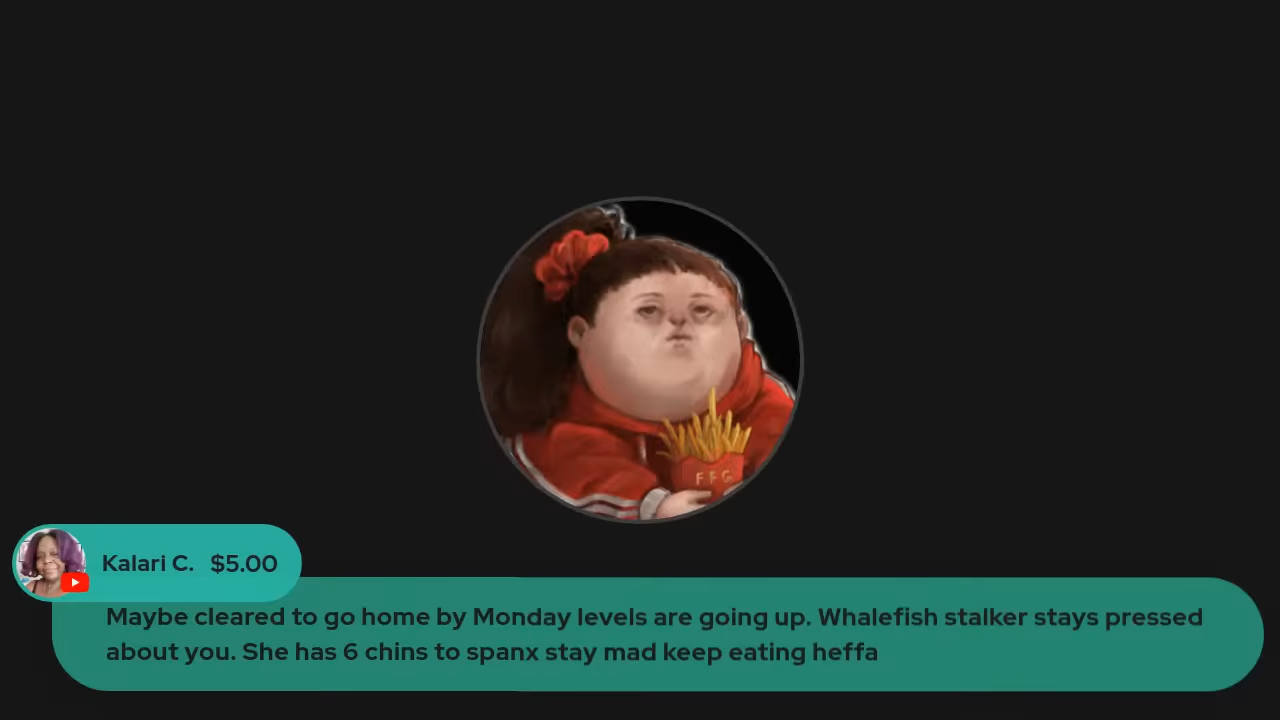 FFG
Kalari C. $5.00
Maybe cleared to go home by Monday levels are going up. Whalefish stalker stays pressed
about you. She has 6 chins to spanx stay mad keep eating heffa